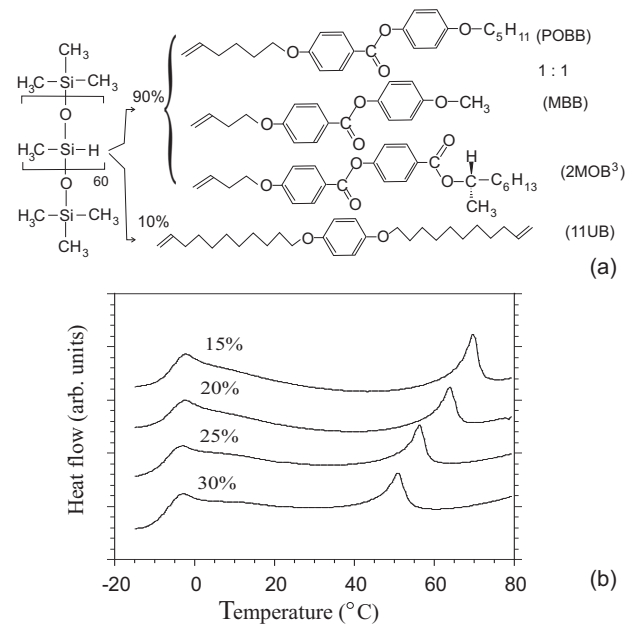 (a)
CH₃
H₃C–Si–CH₃
O
H₃C–Si–H
60
O
H₃C–Si–CH₃
CH₃
90%
10%
O
C
O
O
O
C₅H₁₁ (POBB)
1 : 1
O
C
O
O
O–CH₃ (MBB)
O
C
O
O
C
O
O
H
C₆H₁₃
CH₃
(2MOB³)
O
O
(11UB)
(b)
Heat flow (arb. units)
15%
20%
25%
30%
-20 0 20 40 60 80
Temperature (°C)